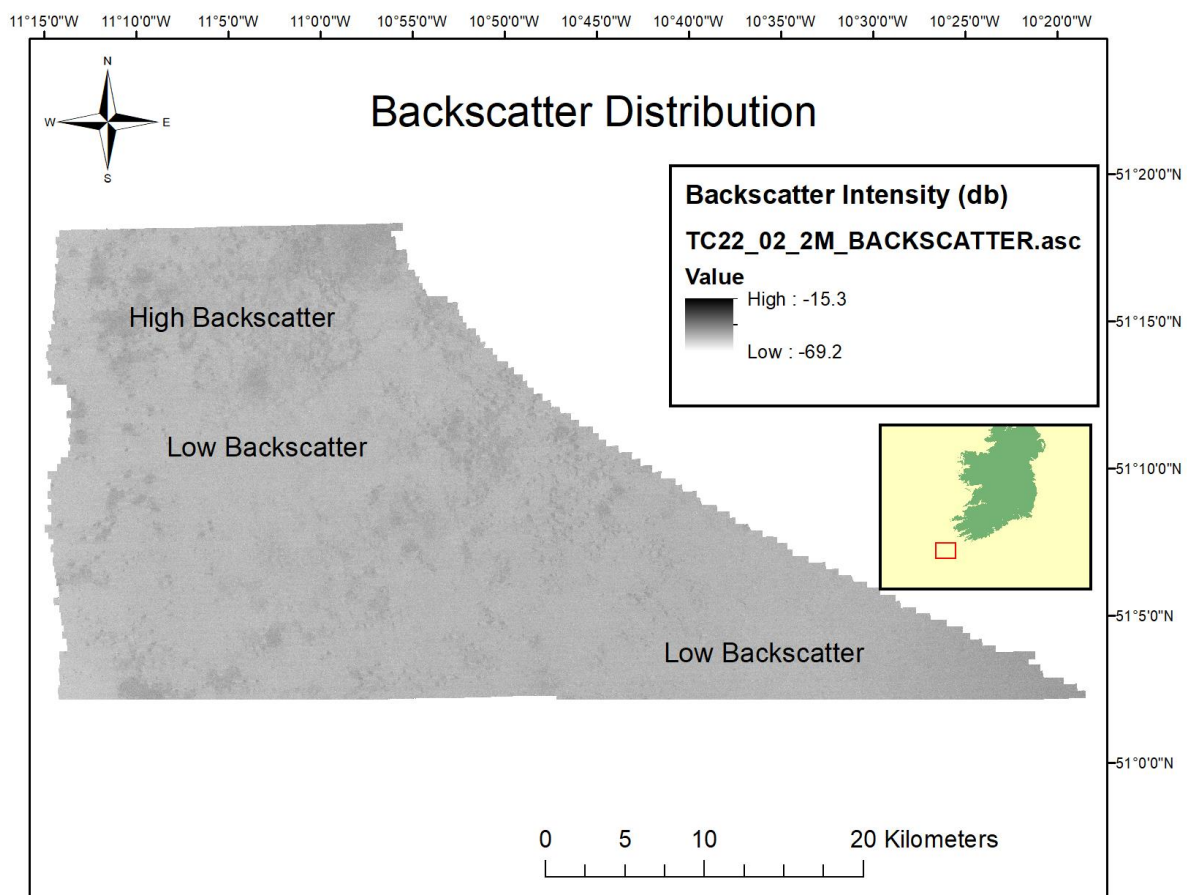 11°15'0"W 11°10'0"W 11°5'0"W 11°0'0"W 10°55'0"W 10°50'0"W 10°45'0"W 10°40'0"W 10°35'0"W 10°30'0"W 10°25'0"W 10°20'0"W
N
W E
S
Backscatter Distribution
51°20'0"N
Backscatter Intensity (db)
TC22_02_2M_BACKSCATTER.asc
Value
High : -15.3
Low : -69.2
51°15'0"N
High Backscatter
Low Backscatter
51°10'0"N
51°5'0"N
Low Backscatter
51°0'0"N
0 5 10 20 Kilometers